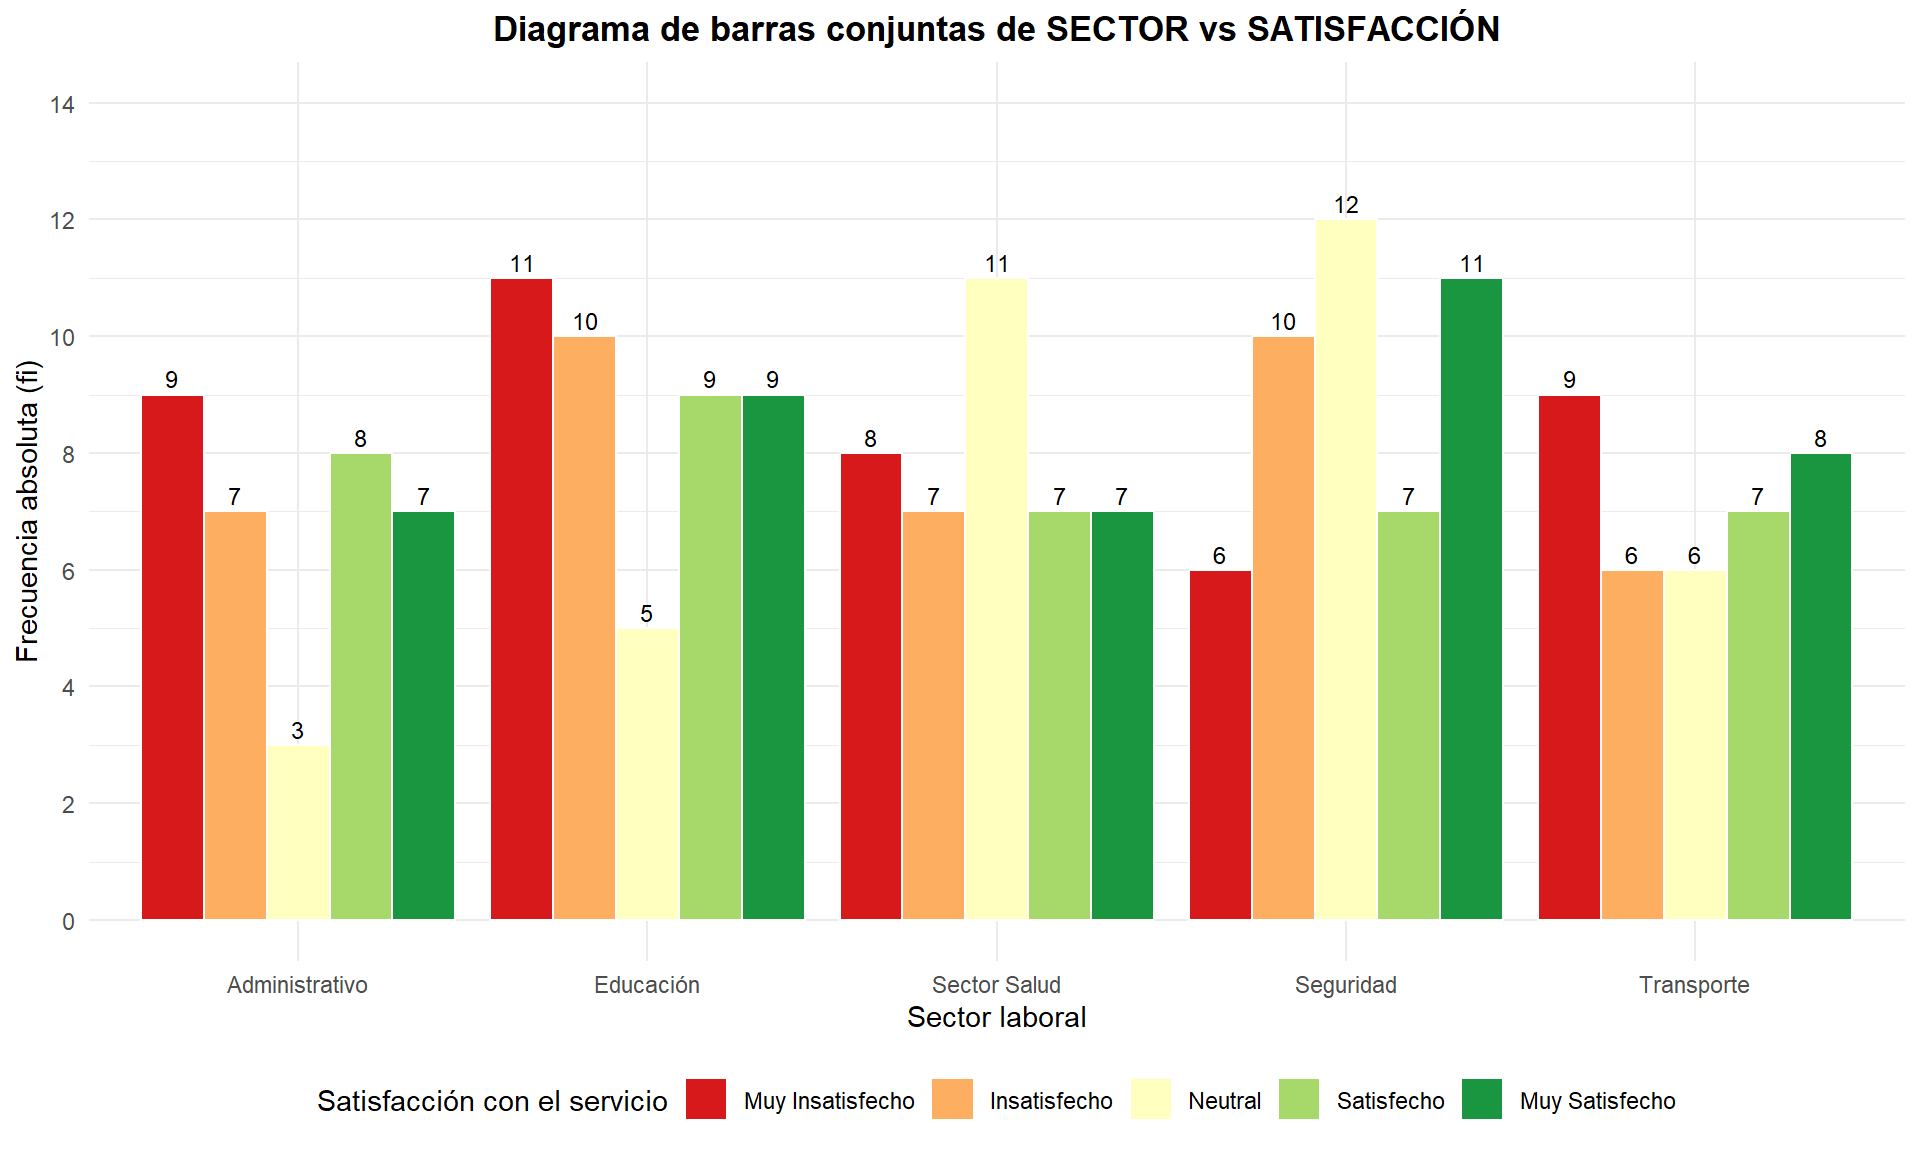 Diagrama de barras conjuntas de SECTOR vs SATISFACCIÓN
Frecuencia absoluta (fi)
14
12
10
8
6
4
2
0
9
7
3
8
7
11
10
5
9
9
8
7
11
7
7
6
10
12
7
11
9
6
6
7
8
Administrativo
Educación
Sector Salud
Seguridad
Transporte
Sector laboral
Satisfacción con el servicio
Muy Insatisfecho
Insatisfecho
Neutral
Satisfecho
Muy Satisfecho